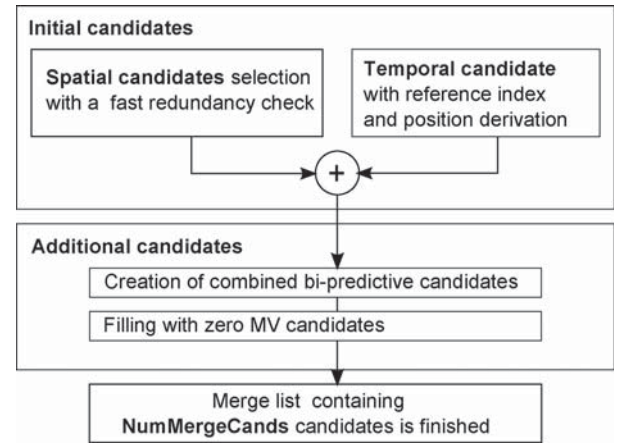 Initial candidates
Spatial candidates selection
with a fast redundancy check
Temporal candidate
with reference index
and position derivation
+
Additional candidates
Creation of combined bi-predictive candidates
Filling with zero MV candidates
Merge list containing
NumMergeCands candidates is finished